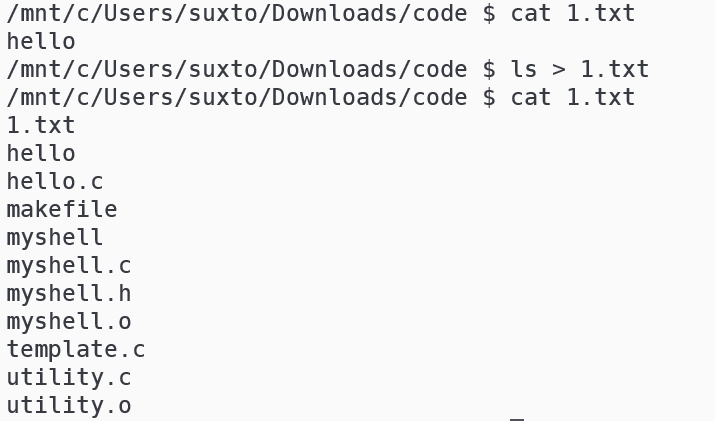 /mnt/c/Users/suxto/Downloads/code $ cat 1.txt
hello
/mnt/c/Users/suxto/Downloads/code $ ls > 1.txt
/mnt/c/Users/suxto/Downloads/code $ cat 1.txt
1.txt
hello
hello.c
makefile
myshell
myshell.c
myshell.h
myshell.o
template.c
utility.c
utility.o